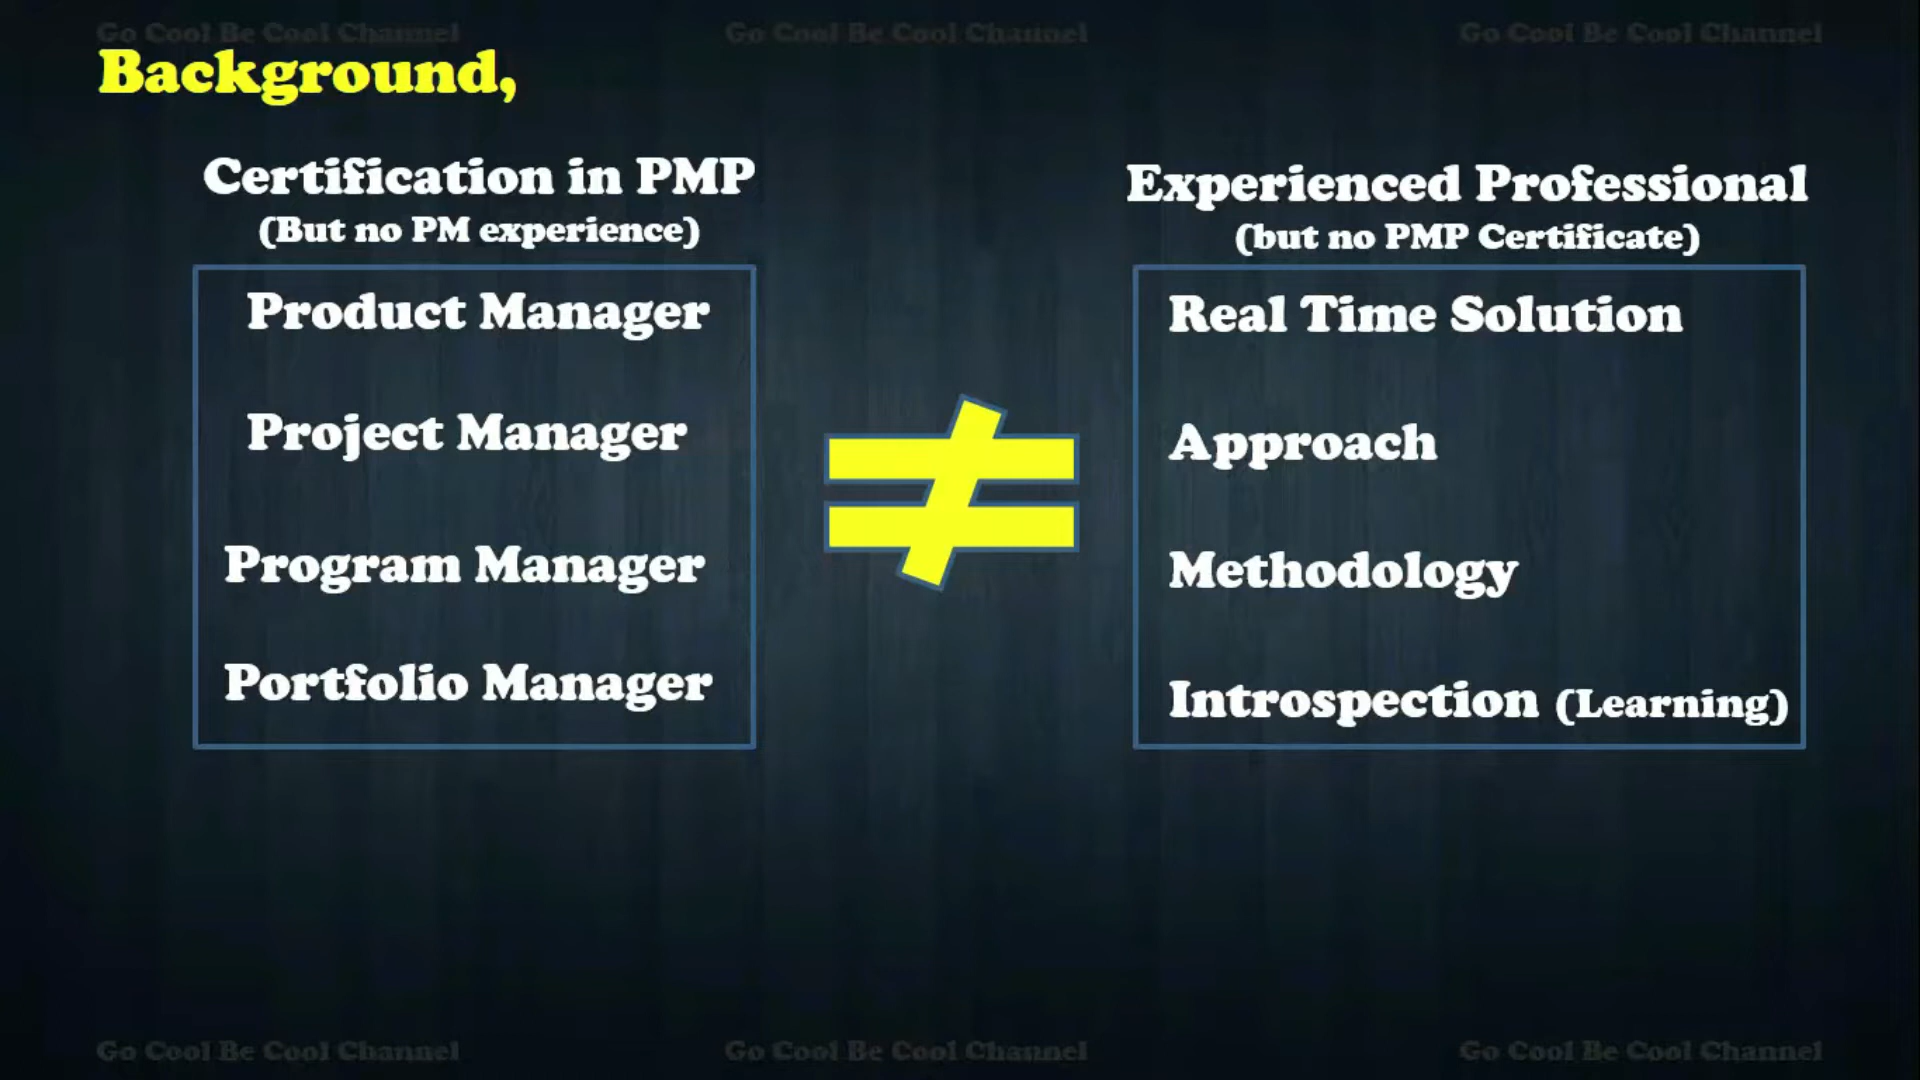 Go Cool Be Cool Channel Go Cool Be Cool Channel Go Cool Be Cool Channel
Background,
Certification in PMP
(But no PM experience)
Product Manager
Project Manager
Program Manager
Portfolio Manager
≠
Experienced Professional
(but no PMP Certificate)
Real Time Solution
Approach
Methodology
Introspection (Learning)
Go Cool Be Cool Channel Go Cool Be Cool Channel Go Cool Be Cool Channel